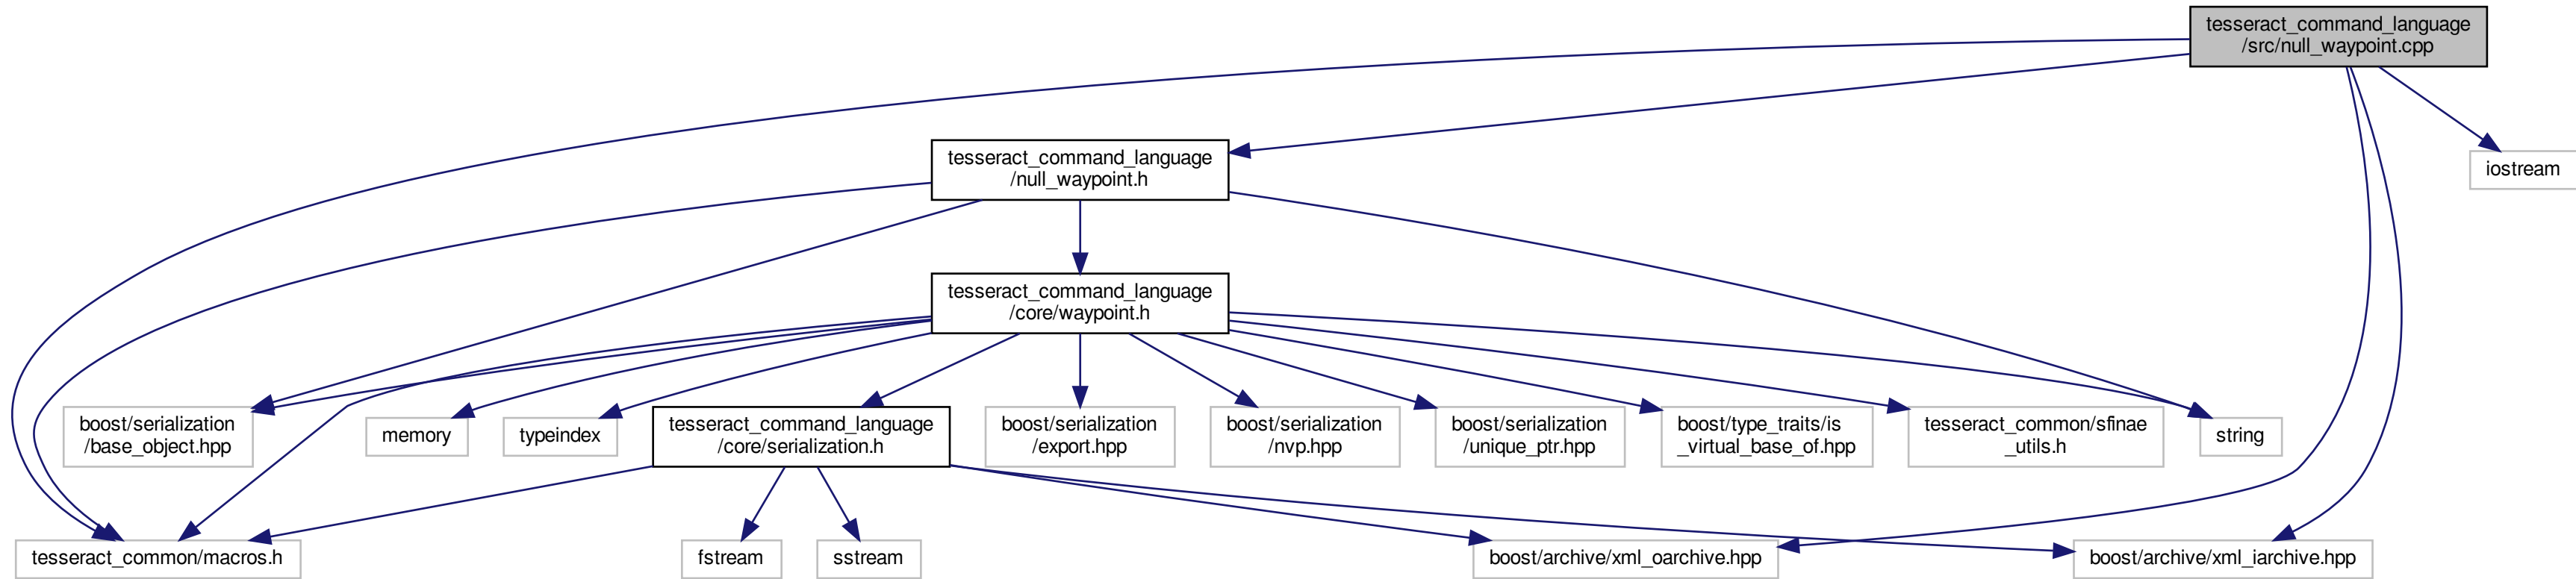 tesseract_command_language
/src/null_waypoint.cpp
tesseract_command_language
/null_waypoint.h
iostream
tesseract_command_language
/core/waypoint.h
boost/serialization
/base_object.hpp
memory
typeindex
tesseract_command_language
/core/serialization.h
boost/serialization
/export.hpp
boost/serialization
/nvp.hpp
boost/serialization
/unique_ptr.hpp
boost/type_traits/is
_virtual_base_of.hpp
tesseract_common/sfinae
_utils.h
string
tesseract_common/macros.h
fstream
sstream
boost/archive/xml_oarchive.hpp
boost/archive/xml_iarchive.hpp